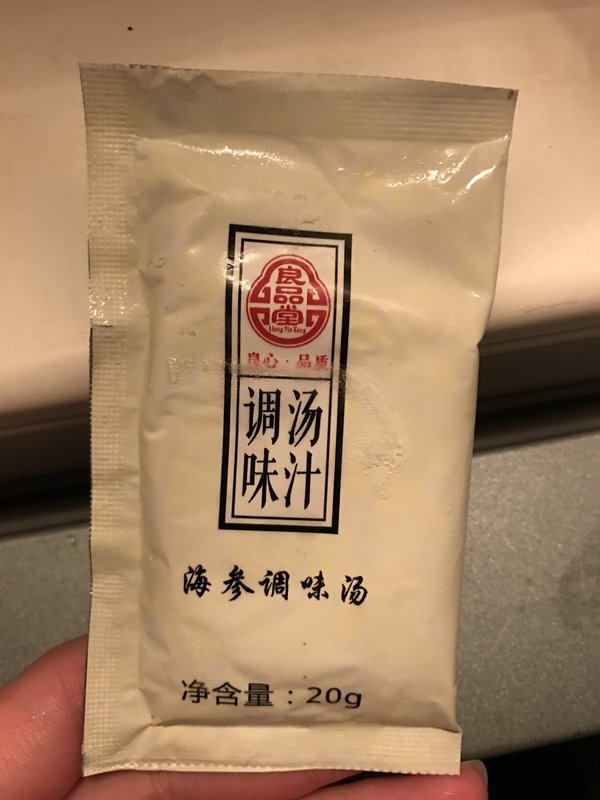 良品堂
Liang Pin Tang
良心·品质
调味
汤汁
海参调味汤
净含量：20g